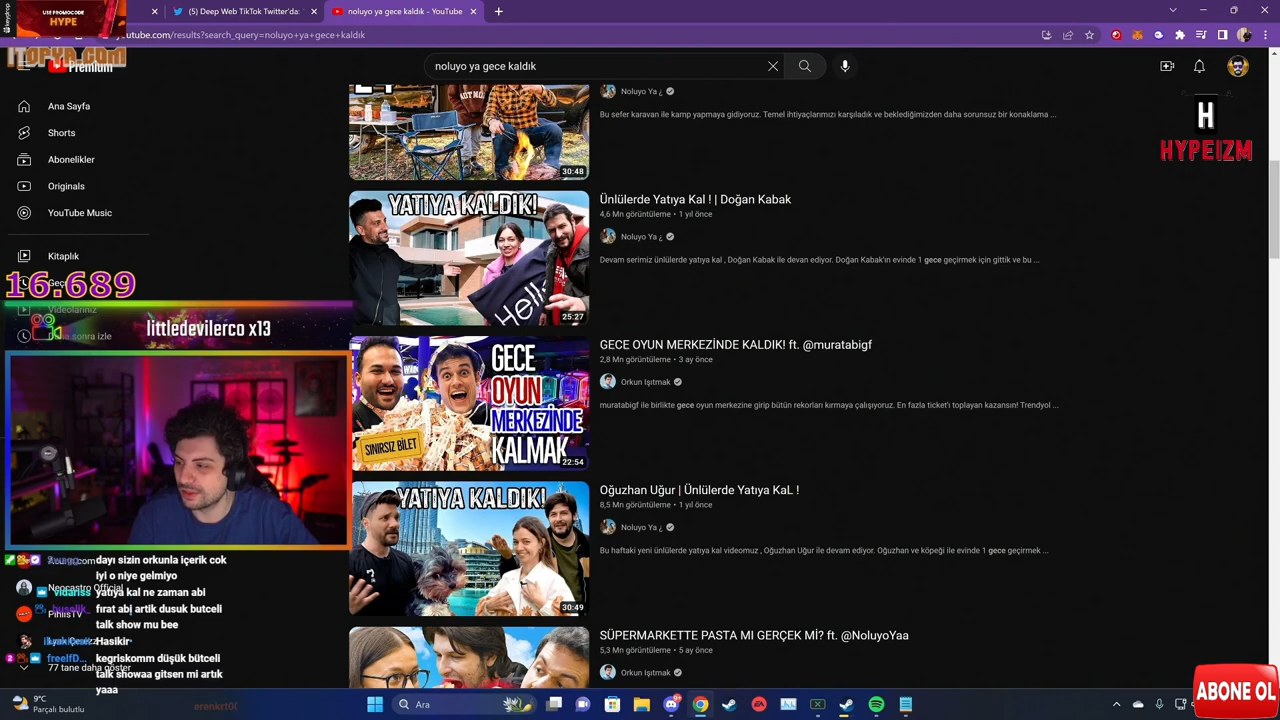 USE PROMOCODE
HYPE
(5) Deep Web TikTok Twitter'da:
noluyo ya gece kaldık - YouTube
utube.com/results?search_query=noluyo+ya+gece+kaldık
ITOPYA.COM
Premium
noluyo ya gece kaldık
Ana Sayfa
Shorts
Abonelikler
Originals
YouTube Music
Kitaplık
16.689
Videolarınız
littledevilerco x13
Noluyo Ya ¿
Bu sefer karavan ile kamp yapmaya gidiyoruz. Temel ihtiyaçlarımızı karşıladık ve beklediğimizden daha sorunsuz bir konaklama ...
30:48
H
HYPEIZM
YATIYA KALDIK!
Hello
25:27
Ünlülerde Yatıya Kal ! | Doğan Kabak
4,6 Mn görüntüleme • 1 yıl önce
Noluyo Ya ¿
Devam serimiz ünlülerde yatıya kal , Doğan Kabak ile devan ediyor. Doğan Kabak'ın evinde 1 gece geçirmek için gittik ve bu ...
GECE
OYUN
MERKEZİNDE
KALMAK
SINIRSIZ BİLET
22:54
GECE OYUN MERKEZİNDE KALDIK! ft. @muratabigf
2,8 Mn görüntüleme • 3 ay önce
Orkun Işıtmak
muratabigf ile birlikte gece oyun merkezine girip bütün rekorları kırmaya çalışıyoruz. En fazla ticket'ı toplayan kazansın! Trendyol ...
YATIYA KALDIK!
30:49
Oğuzhan Uğur | Ünlülerde Yatıya KaL !
8,5 Mn görüntüleme • 1 yıl önce
Noluyo Ya ¿
Bu haftaki yeni ünlülerde yatıya kal videomuz , Oğuzhan Uğur ile devam ediyor. Oğuzhan ve köpeği ile evinde 1 gece geçirmek ...
SÜPERMARKETTE PASTA MI GERÇEK Mİ? ft. @NoluyoYaa
5,3 Mn görüntüleme • 5 ay önce
Orkun Işıtmak
dayı sizin orkunla içerik cok
iyi o niye gelmiyo
Neocastro Official
yatıya kal ne zaman abi
PintisTV
fırat abi artik dusuk butceli
talk show mu bee
Hasikir
freelfD...
kegriskomm düşük bütceli
talk showaa gitsen mi artık
yaaa
77 tane daha göster
9°C
Parçalı bulutlu
erenkrt0(
Ara
ABONE OL